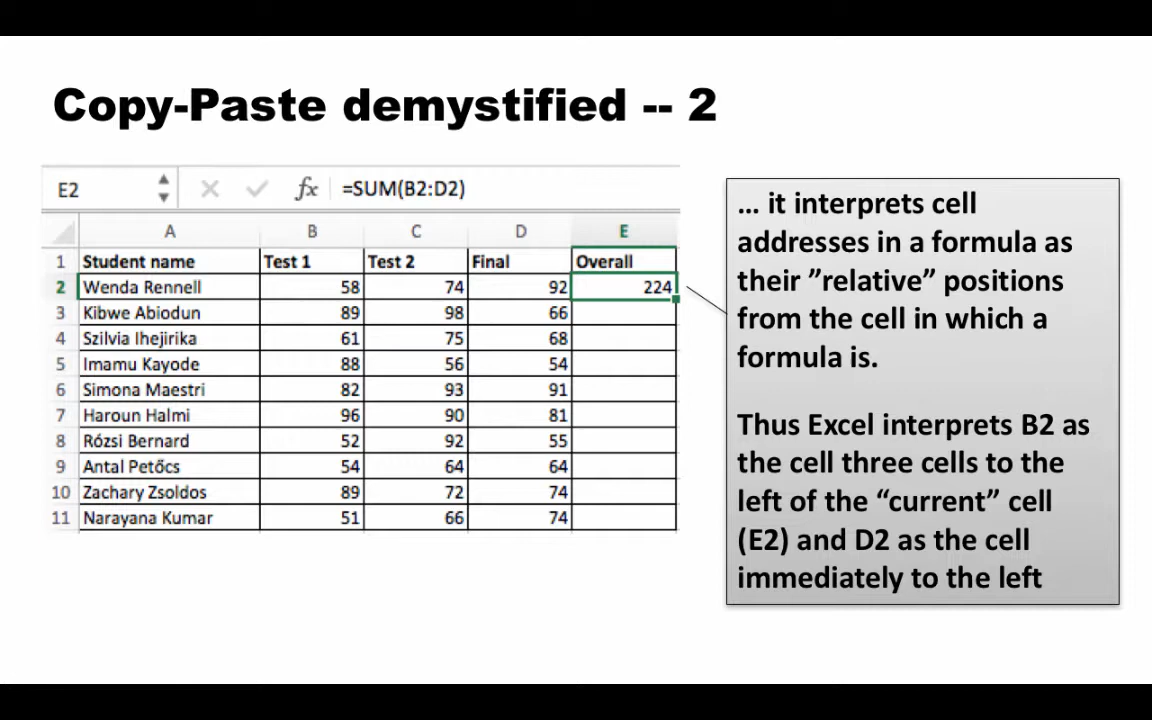 Copy-Paste demystified -- 2
E2 fx =SUM(B2:D2)
A B C D E
1 Student name Test 1 Test 2 Final Overall
2 Wenda Rennell 58 74 92 224
3 Kibwe Abiodun 89 98 66
4 Szilvia Ihejirika 61 75 68
5 Imamu Kayode 88 56 54
6 Simona Maestri 82 93 91
7 Haroun Halmi 96 90 81
8 Rózsi Bernard 52 92 55
9 Antal Petőcs 54 64 64
10 Zachary Zsoldos 89 72 74
11 Narayana Kumar 51 66 74
... it interprets cell
addresses in a formula as
their ”relative” positions
from the cell in which a
formula is.
Thus Excel interprets B2 as
the cell three cells to the
left of the “current” cell
(E2) and D2 as the cell
immediately to the left